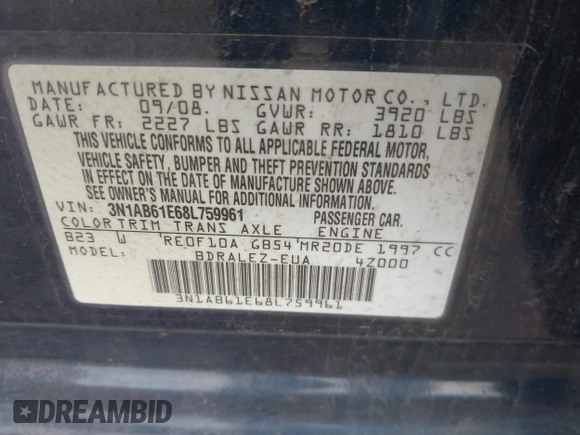 MANUFACTURED BY NISSAN MOTOR CO., LTD.
DATE: 09/08. GVWR: 3920 LBS
GAWR FR: 2227 LBS GAWR RR: 1810 LBS
THIS VEHICLE CONFORMS TO ALL APPLICABLE FEDERAL MOTOR
VEHICLE SAFETY, BUMPER AND THEFT PREVENTION STANDARDS
IN EFFECT ON THE DATE OF MANUFACTURE SHOWN ABOVE.
SEE OWNER'S MANUAL FOR ADDITIONAL INFORMATION.
VIN: 3N1AB61E68L759961 PASSENGER CAR.
COLOR TRIM TRANS AXLE ENGINE
B23 W RE0F10A GB54 MR20DE 1997 CC
MODEL: BDRALEZ-EUA 4Z000
3N1AB61E68L759961
DREAMBID